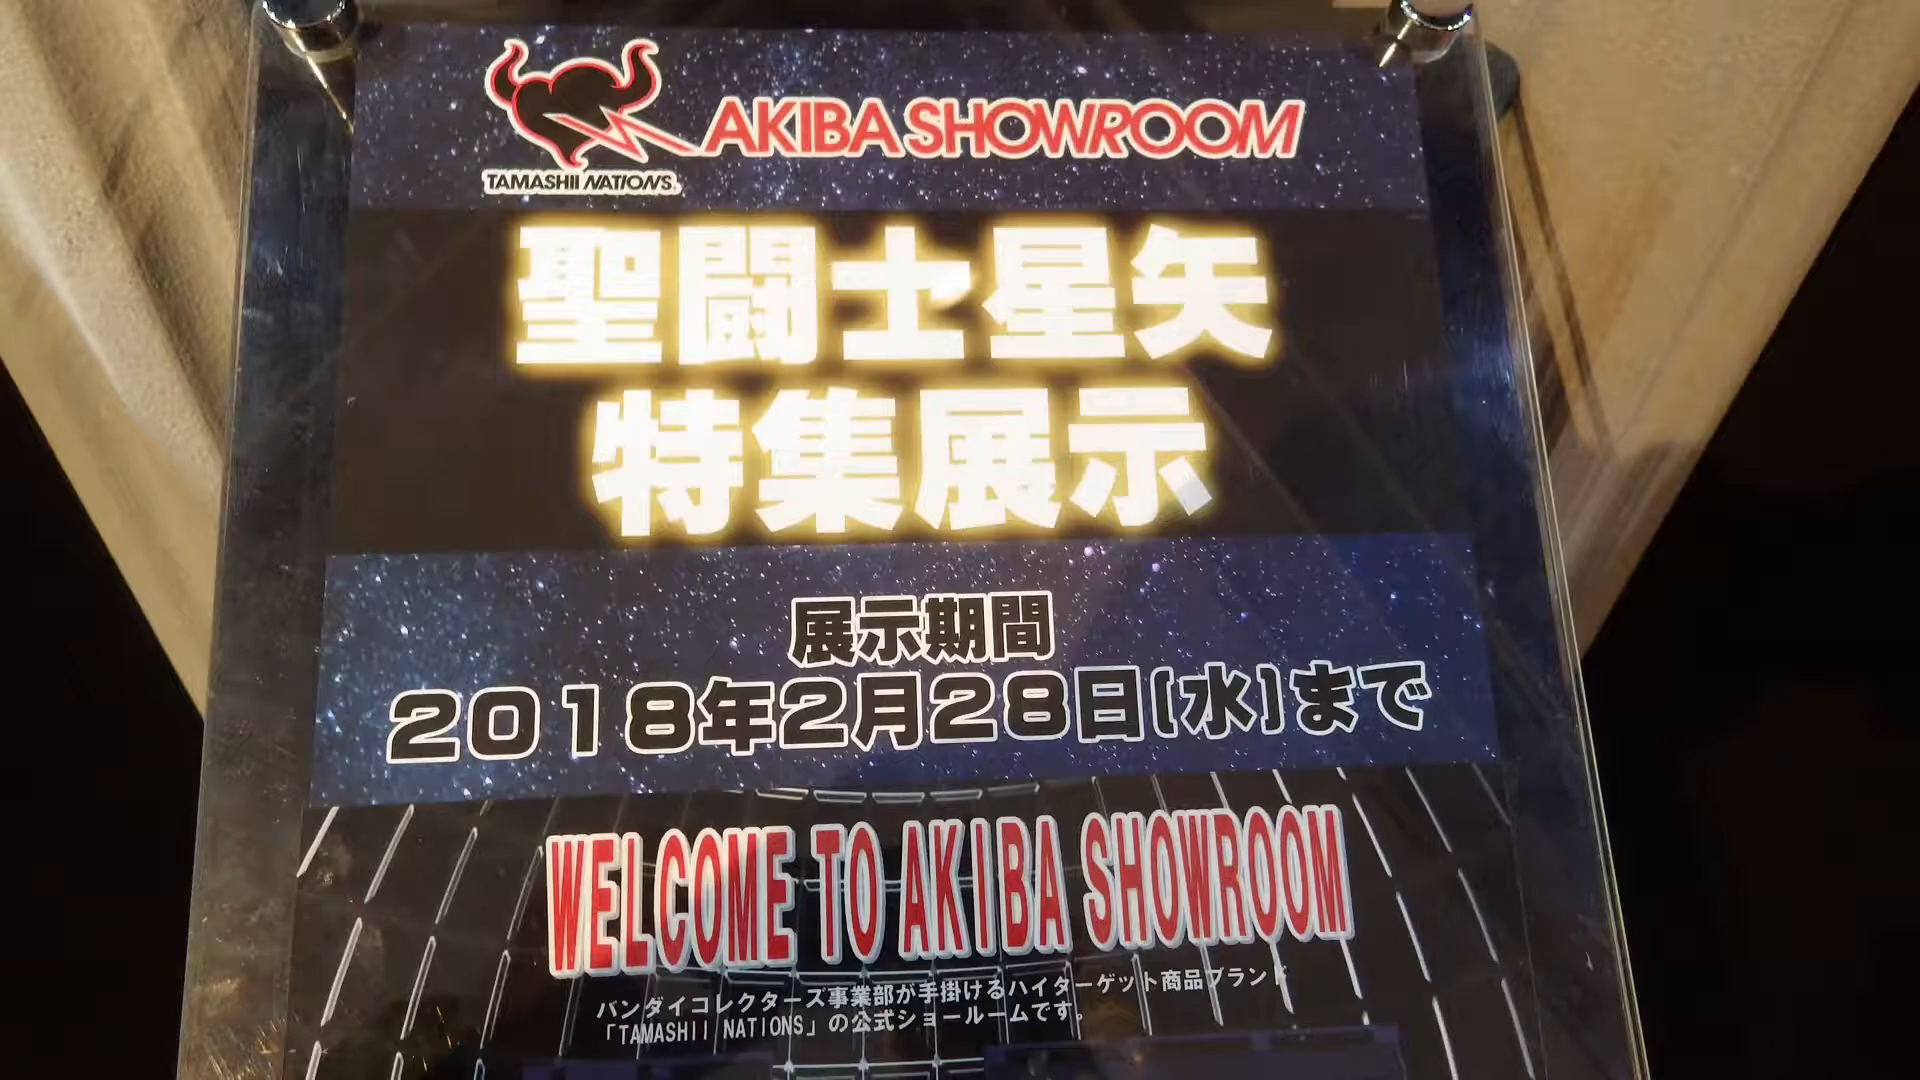 AKIBA SHOWROOM
TAMASHII NATIONS.
聖闘士星矢
特集展示
展示期間
2018年2月28日(水)まで
WELCOME TO AKIBA SHOWROOM
バンダイコレクターズ事業部が手掛けるハイターゲット商品ブランド
「TAMASHII NATIONS」の公式ショールームです。